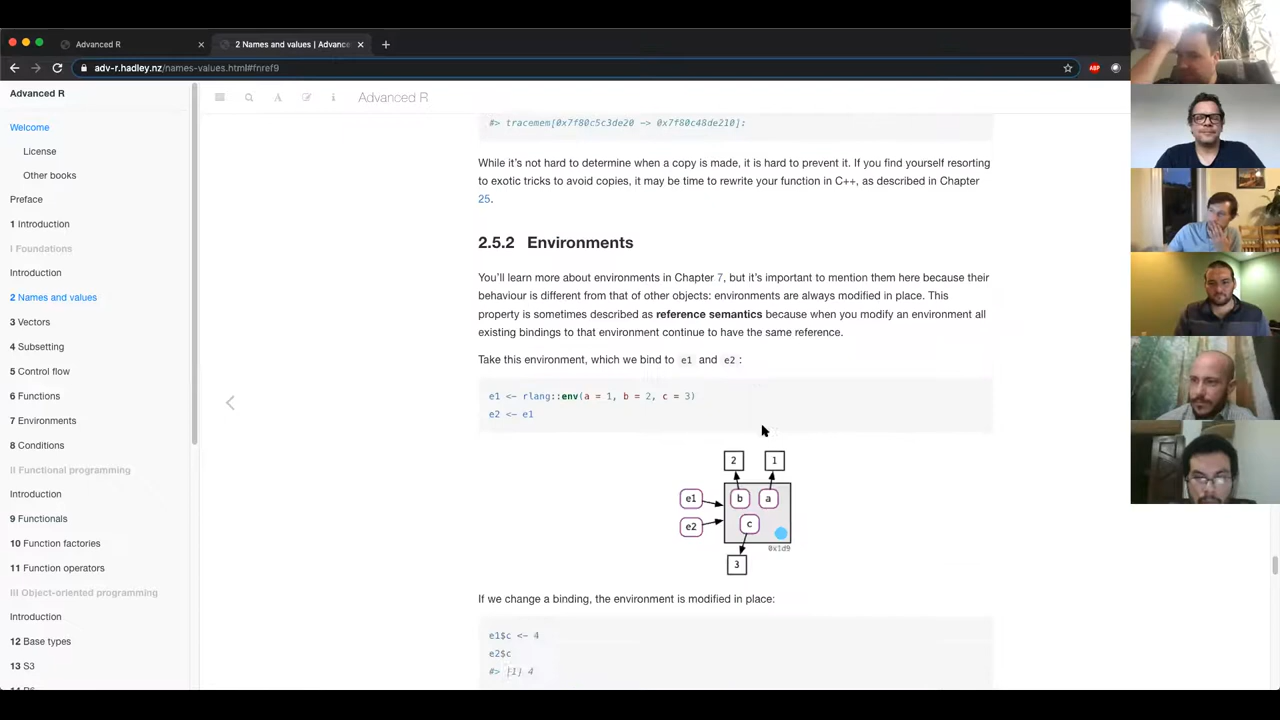 Advanced R
2 Names and values | Advanc
adv-r.hadley.nz/names-values.html#fnref9
ABP
Advanced R
Advanced R
Welcome
License
Other books
Preface
1 Introduction
I Foundations
Introduction
2 Names and values
3 Vectors
4 Subsetting
5 Control flow
6 Functions
7 Environments
8 Conditions
II Functional programming
Introduction
9 Functionals
10 Function factories
11 Function operators
III Object-oriented programming
Introduction
12 Base types
13 S3
#> tracemem[0x7f80c5c3de20 -> 0x7f80c48de210]:
While it’s not hard to determine when a copy is made, it is hard to prevent it. If you find yourself resorting
to exotic tricks to avoid copies, it may be time to rewrite your function in C++, as described in Chapter
25.
2.5.2 Environments
You’ll learn more about environments in Chapter 7, but it’s important to mention them here because their
behaviour is different from that of other objects: environments are always modified in place. This
property is sometimes described as reference semantics because when you modify an environment all
existing bindings to that environment continue to have the same reference.
Take this environment, which we bind to e1 and e2:
e1 <- rlang::env(a = 1, b = 2, c = 3)
e2 <- e1
2 1
e1 b a
e2 c
0x1d9
3
If we change a binding, the environment is modified in place:
e1$c <- 4
e2$c
#> [1] 4